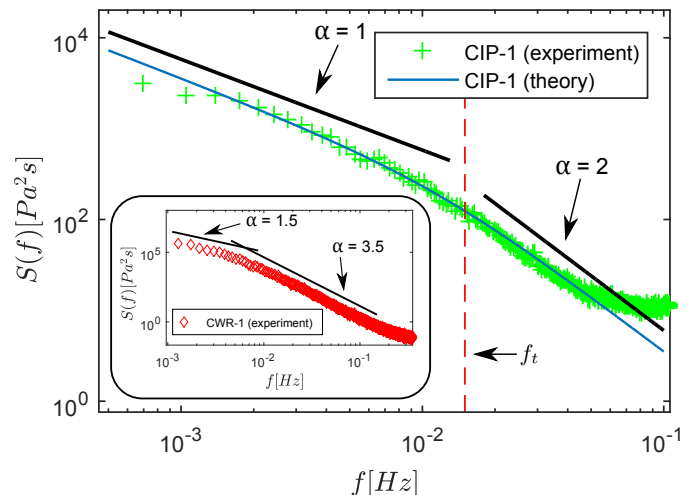 10^4
10^2
10^0
S(f)[Pa^2s]
α = 1
CIP-1 (experiment)
CIP-1 (theory)
α = 2
f_t
10^5
10^0
S(f)[Pa^2s]
α = 1.5
α = 3.5
CWR-1 (experiment)
10^-3
10^-2
10^-1
f[Hz]
10^-3
10^-2
10^-1
f[Hz]